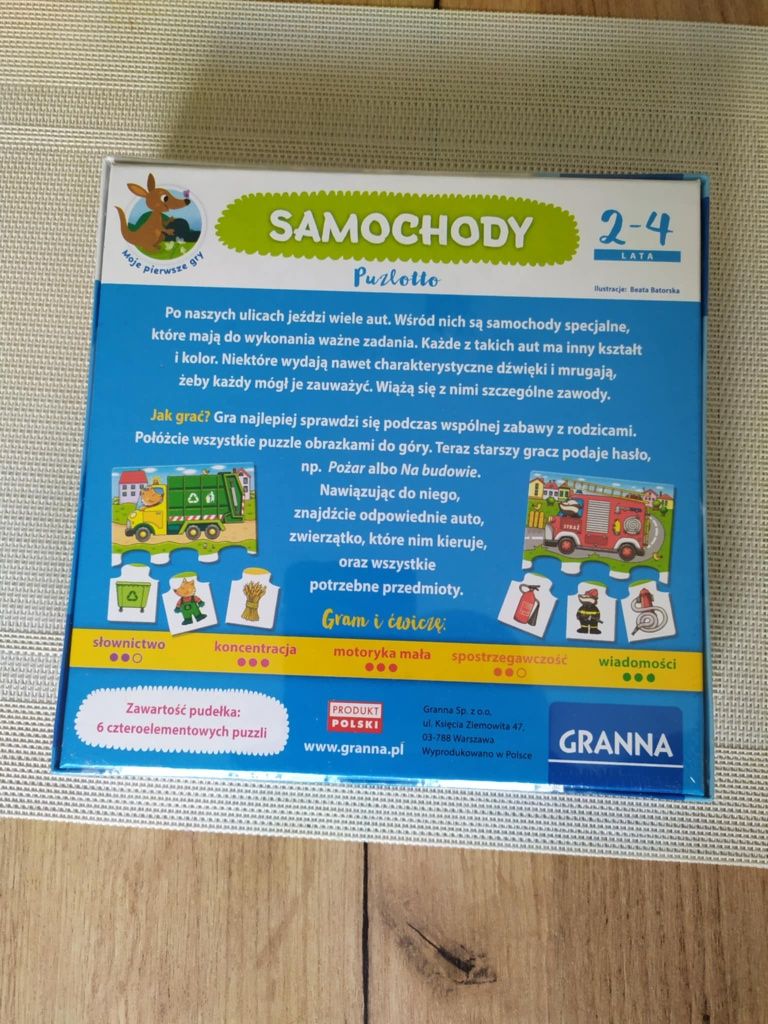 Moje pierwsze gry
SAMOCHODY
2-4
LATA
Puzlotto
Ilustracje: Beata Batorska
Po naszych ulicach jeździ wiele aut. Wśród nich są samochody specjalne,
które mają do wykonania ważne zadania. Każde z takich aut ma inny kształt
i kolor. Niektóre wydają nawet charakterystyczne dźwięki i mrugają,
żeby każdy mógł je zauważyć. Wiążą się z nimi szczególne zawody.
Jak grać? Gra najlepiej sprawdzi się podczas wspólnej zabawy z rodzicami.
Połóżcie wszystkie puzzle obrazkami do góry. Teraz starszy gracz podaje hasło,
np. Pożar albo Na budowie.
Nawiązując do niego,
znajdźcie odpowiednie auto,
zwierzątko, które nim kieruje,
oraz wszystkie
potrzebne przedmioty.
STRAŻ
Gram i ćwiczę:
słownictwo
koncentracja
motoryka mała
spostrzegawczość
wiadomości
Zawartość pudełka:
6 czteroelementowych puzzli
PRODUKT
POLSKI
www.granna.pl
Granna Sp. z o.o.
ul. Księcia Ziemowita 47,
03-788 Warszawa
Wyprodukowano w Polsce
GRANNA